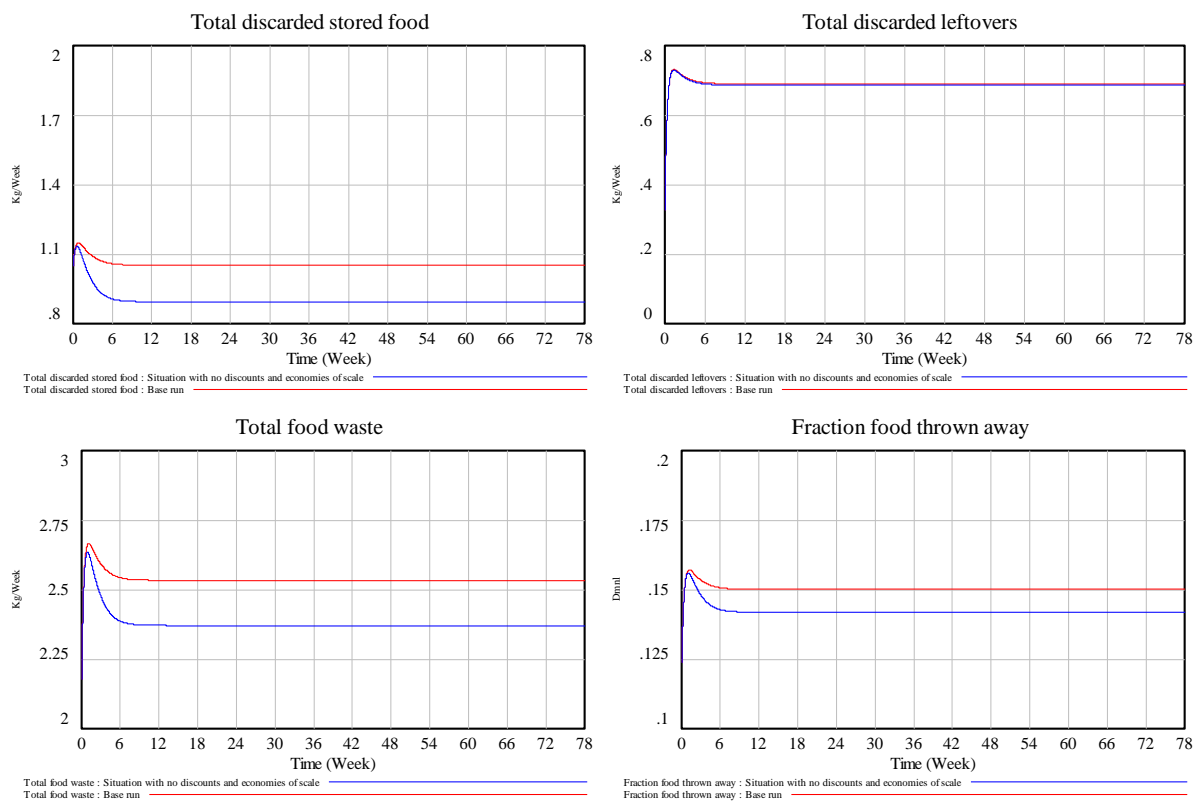 Total discarded stored food
2
1.7
1.4
1.1
.8
Kg/Week
0 6 12 18 24 30 36 42 48 54 60 66 72 78
Time (Week)
Total discarded stored food : Situation with no discounts and economies of scale
Total discarded stored food : Base run
Total discarded leftovers
.8
.6
.4
.2
0
Kg/Week
0 6 12 18 24 30 36 42 48 54 60 66 72 78
Time (Week)
Total discarded leftovers : Situation with no discounts and economies of scale
Total discarded leftovers : Base run
Total food waste
3
2.75
2.5
2.25
2
Kg/Week
0 6 12 18 24 30 36 42 48 54 60 66 72 78
Time (Week)
Total food waste : Situation with no discounts and economies of scale
Total food waste : Base run
Fraction food thrown away
.2
.175
.15
.125
.1
Dmnl
0 6 12 18 24 30 36 42 48 54 60 66 72 78
Time (Week)
Fraction food thrown away : Situation with no discounts and economies of scale
Fraction food thrown away : Base run